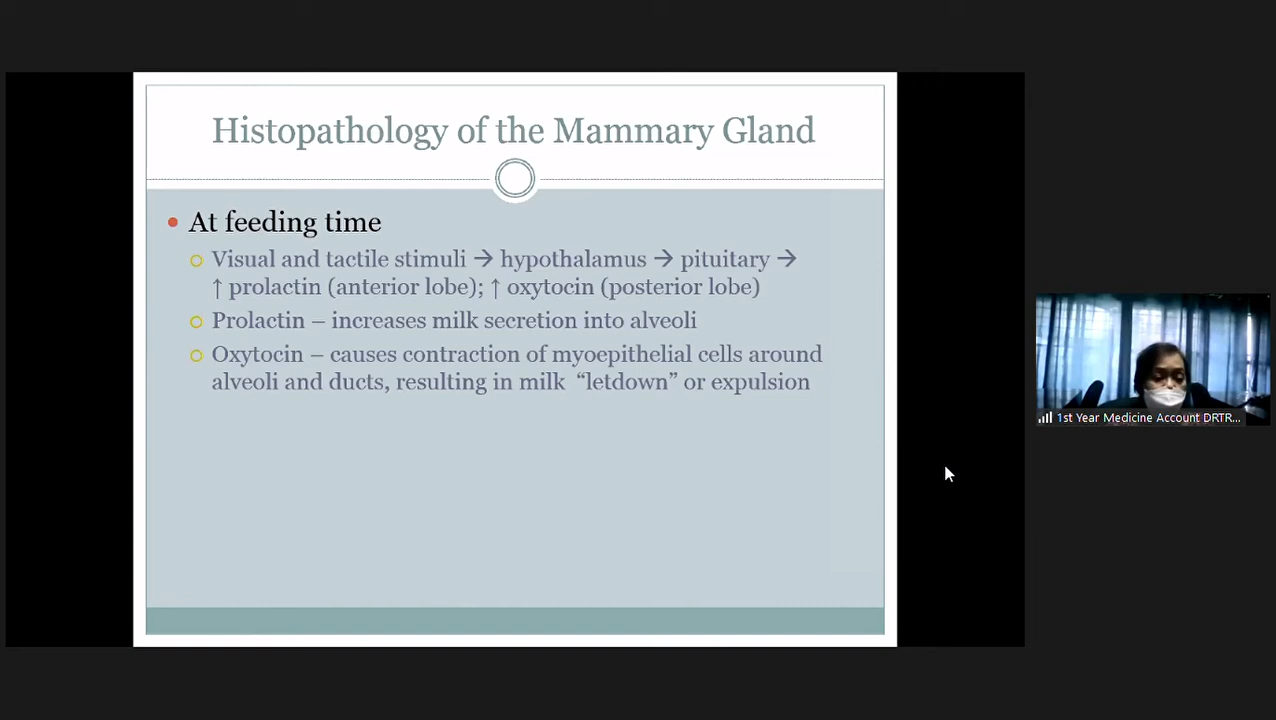 Histopathology of the Mammary Gland
At feeding time
Visual and tactile stimuli → hypothalamus → pituitary →
↑ prolactin (anterior lobe); ↑ oxytocin (posterior lobe)
Prolactin – increases milk secretion into alveoli
Oxytocin – causes contraction of myoepithelial cells around
alveoli and ducts, resulting in milk “letdown” or expulsion
1st Year Medicine Account DRTR...